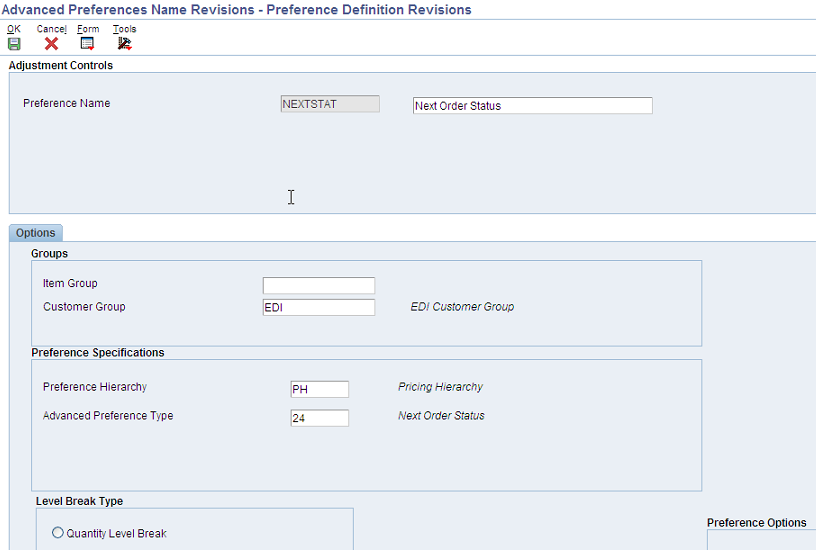 Advanced Preferences Name Revisions - Preference Definition Revisions
OK Cancel Form Tools
Adjustment Controls
Preference Name NEXTSTAT Next Order Status
Options
Groups
Item Group
Customer Group EDI EDI Customer Group
Preference Specifications
Preference Hierarchy PH Pricing Hierarchy
Advanced Preference Type 24 Next Order Status
Level Break Type
Quantity Level Break
Preference Options